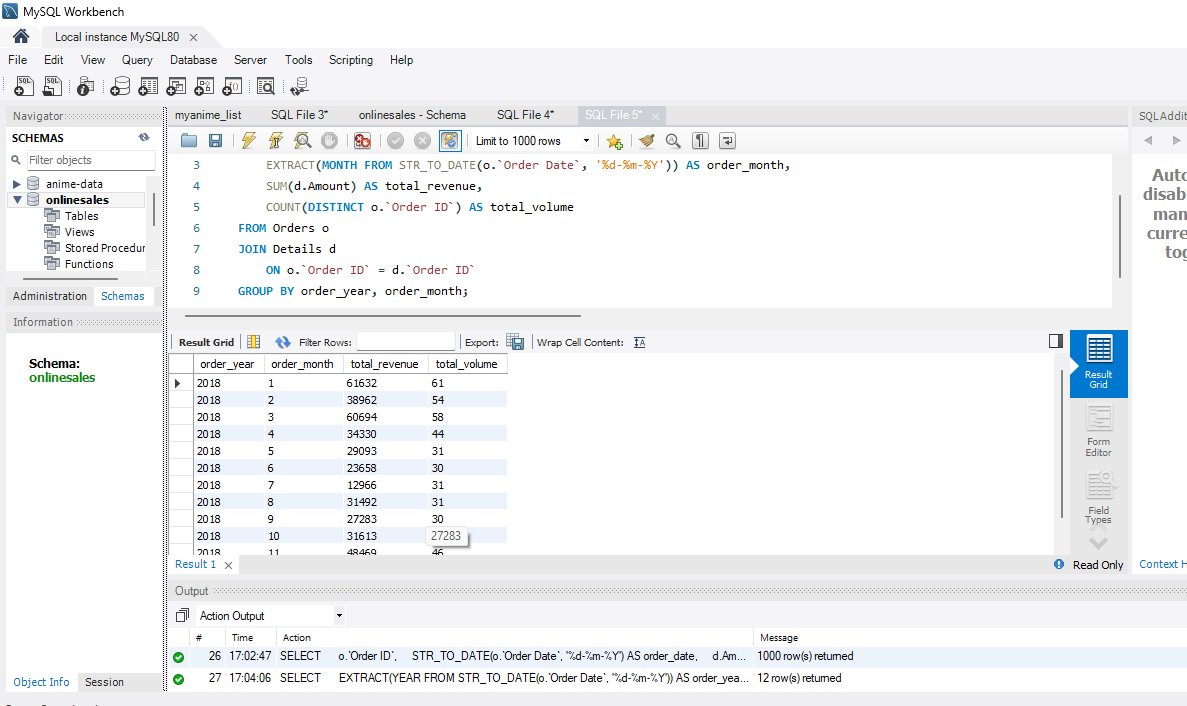 MySQL Workbench
Local instance MySQL80
File Edit View Query Database Server Tools Scripting Help
Navigator
SCHEMAS
Filter objects
anime-data
onlinesales
Tables
Views
Stored Procedur
Functions
Administration Schemas
Information
Schema:
onlinesales
Object Info Session
myanime_list SQL File 3* onlinesales - Schema SQL File 4* SQL File 5*
Limit to 1000 rows
3 EXTRACT(MONTH FROM STR_TO_DATE(o.`Order Date`, '%d-%m-%Y')) AS order_month,
4 SUM(d.Amount) AS total_revenue,
5 COUNT(DISTINCT o.`Order ID`) AS total_volume
6 FROM Orders o
7 JOIN Details d
8 ON o.`Order ID` = d.`Order ID`
9 GROUP BY order_year, order_month;
Result Grid Filter Rows: Export: Wrap Cell Content:
order_year order_month total_revenue total_volume
2018 1 61632 61
2018 2 38962 54
2018 3 60694 58
2018 4 34330 44
2018 5 29093 31
2018 6 23658 30
2018 7 12966 31
2018 8 31492 31
2018 9 27283 30
2018 10 31613
27283
2018 11 48469 46
Result 1
Result
Grid
Form
Editor
Field
Types
Read Only
SQLAddit
Auto
disab
man
curre
tog
Context H
Output
Action Output
# Time Action Message
26 17:02:47 SELECT o.`Order ID`, STR_TO_DATE(o.`Order Date`, '%d-%m-%Y') AS order_date, d.Am... 1000 row(s) returned
27 17:04:06 SELECT EXTRACT(YEAR FROM STR_TO_DATE(o.`Order Date`, '%d-%m-%Y')) AS order_yea... 12 row(s) returned